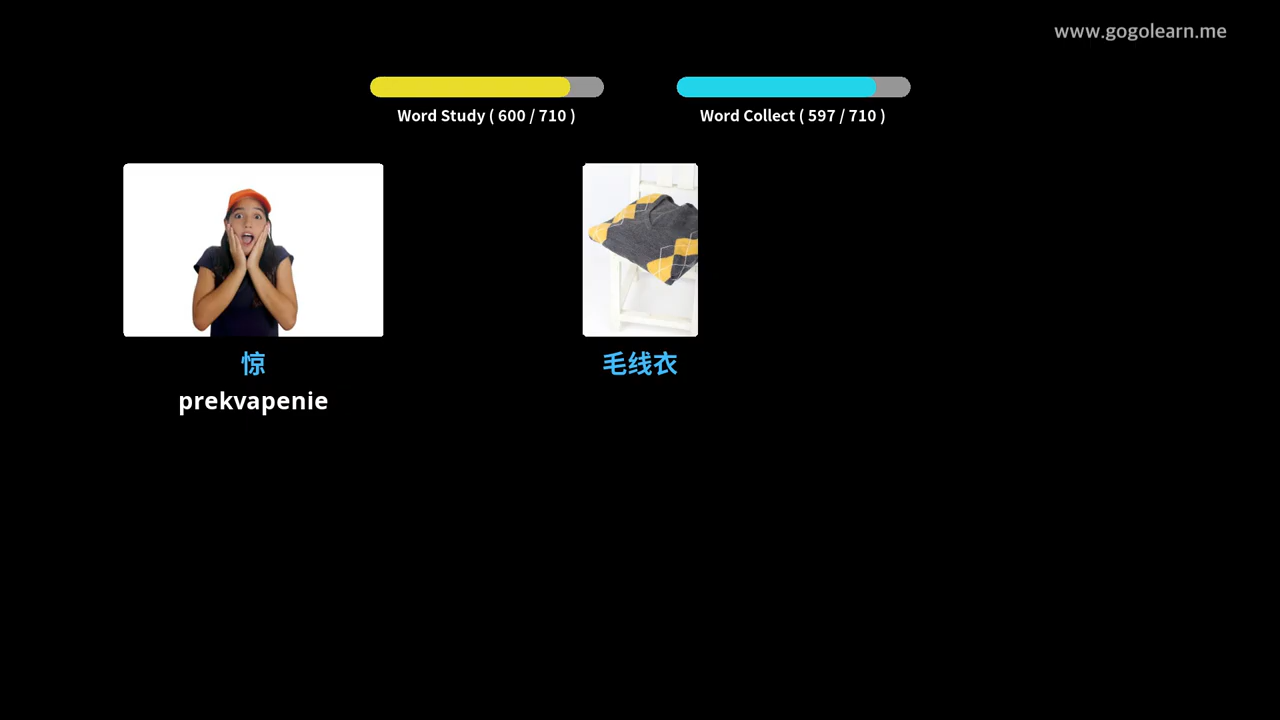 www.gogolearn.me
Word Study ( 600 / 710 )
Word Collect ( 597 / 710 )
惊
prekvapenie
毛线衣